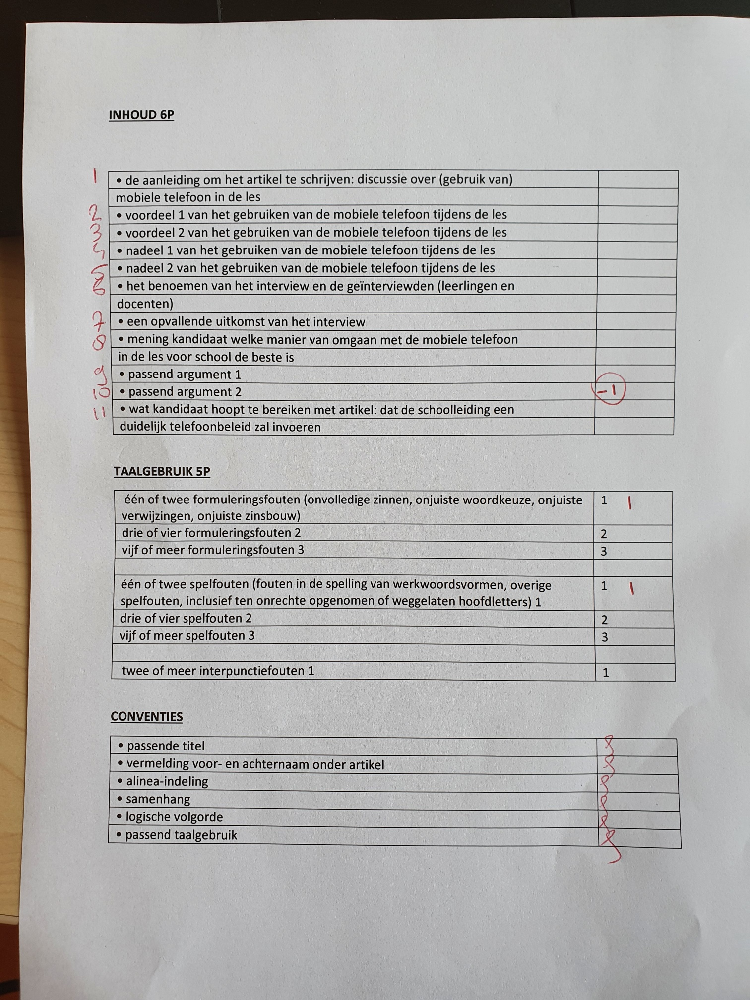 INHOUD 6P
1 • de aanleiding om het artikel te schrijven: discussie over (gebruik van)
mobiele telefoon in de les
2 • voordeel 1 van het gebruiken van de mobiele telefoon tijdens de les
3 • voordeel 2 van het gebruiken van de mobiele telefoon tijdens de les
4 • nadeel 1 van het gebruiken van de mobiele telefoon tijdens de les
5 • nadeel 2 van het gebruiken van de mobiele telefoon tijdens de les
6 • het benoemen van het interview en de geïnterviewden (leerlingen en
docenten)
7 • een opvallende uitkomst van het interview
8 • mening kandidaat welke manier van omgaan met de mobiele telefoon
in de les voor school de beste is
9 • passend argument 1
10 • passend argument 2 -1
11 • wat kandidaat hoopt te bereiken met artikel: dat de schoolleiding een
duidelijk telefoonbeleid zal invoeren
TAALGEBRUIK 5P
één of twee formuleringsfouten (onvolledige zinnen, onjuiste woordkeuze, onjuiste 1 1
verwijzingen, onjuiste zinsbouw)
drie of vier formuleringsfouten 2 2
vijf of meer formuleringsfouten 3 3
één of twee spelfouten (fouten in de spelling van werkwoordsvormen, overige 1 1
spelfouten, inclusief ten onrechte opgenomen of weggelaten hoofdletters) 1
drie of vier spelfouten 2 2
vijf of meer spelfouten 3 3
twee of meer interpunctiefouten 1 1
CONVENTIES
• passende titel
• vermelding voor- en achternaam onder artikel
• alinea-indeling
• samenhang
• logische volgorde
• passend taalgebruik